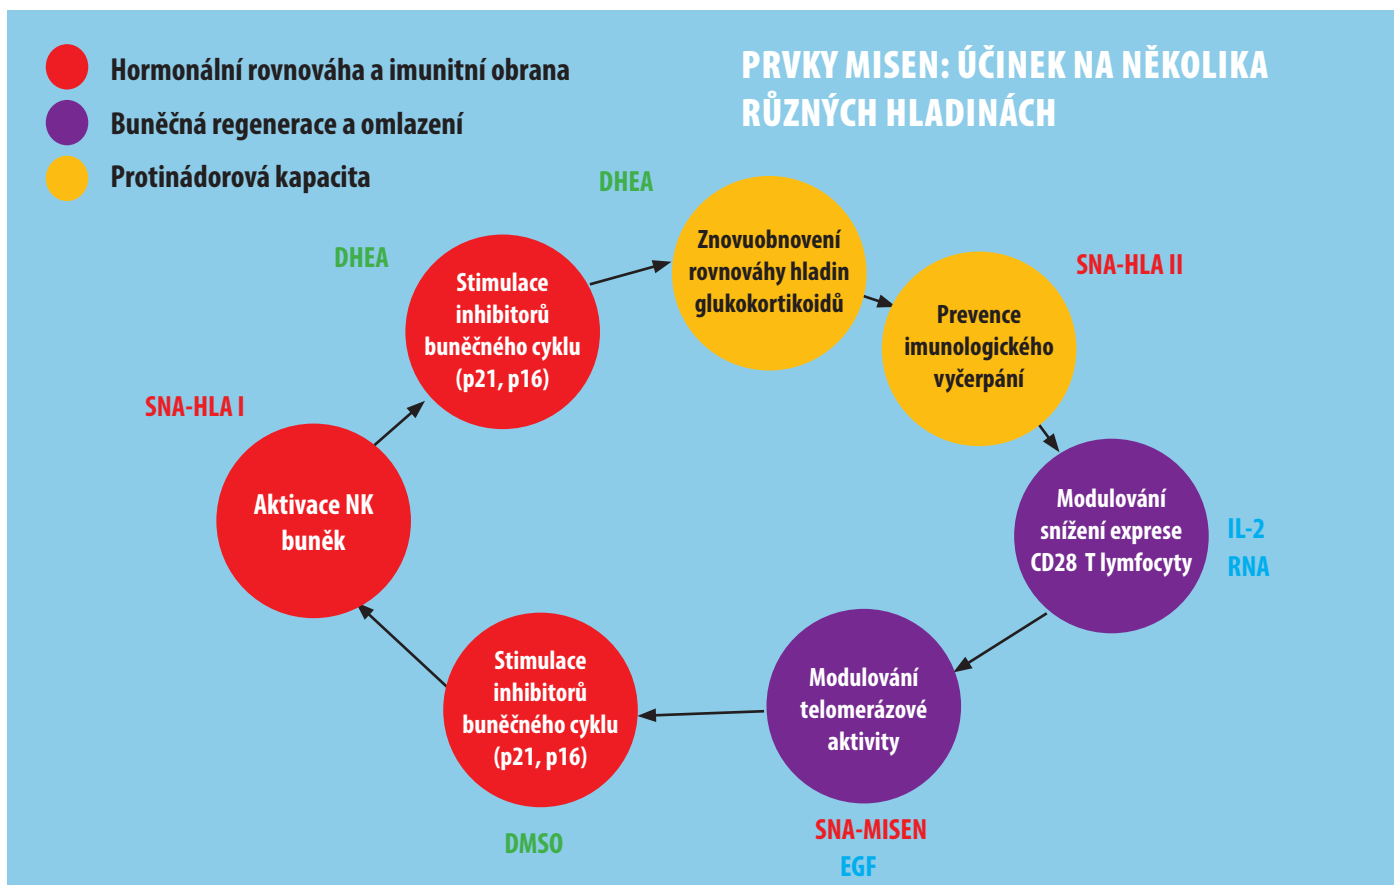 Hormonální rovnováha a imunitní obrana
Buněčná regenerace a omlazení
Protinádorová kapacita
PRVKY MISEN: ÚČINEK NA NĚKOLIKA
RŮZNÝCH HLADINÁCH
DHEA
Znovuobnovení
rovnováhy hladin
glukokortikoidů
SNA-HLA II
Prevence
imunologického
vyčerpání
Modulování
snížení exprese
CD28 T lymfocyty
IL-2
RNA
Modulování
telomerázové
aktivity
SNA-MISEN
EGF
Stimulace
inhibitorů
buněčného cyklu
(p21, p16)
DMSO
SNA-HLA I
Aktivace NK
buněk
DHEA
Stimulace
inhibitorů
buněčného cyklu
(p21, p16)